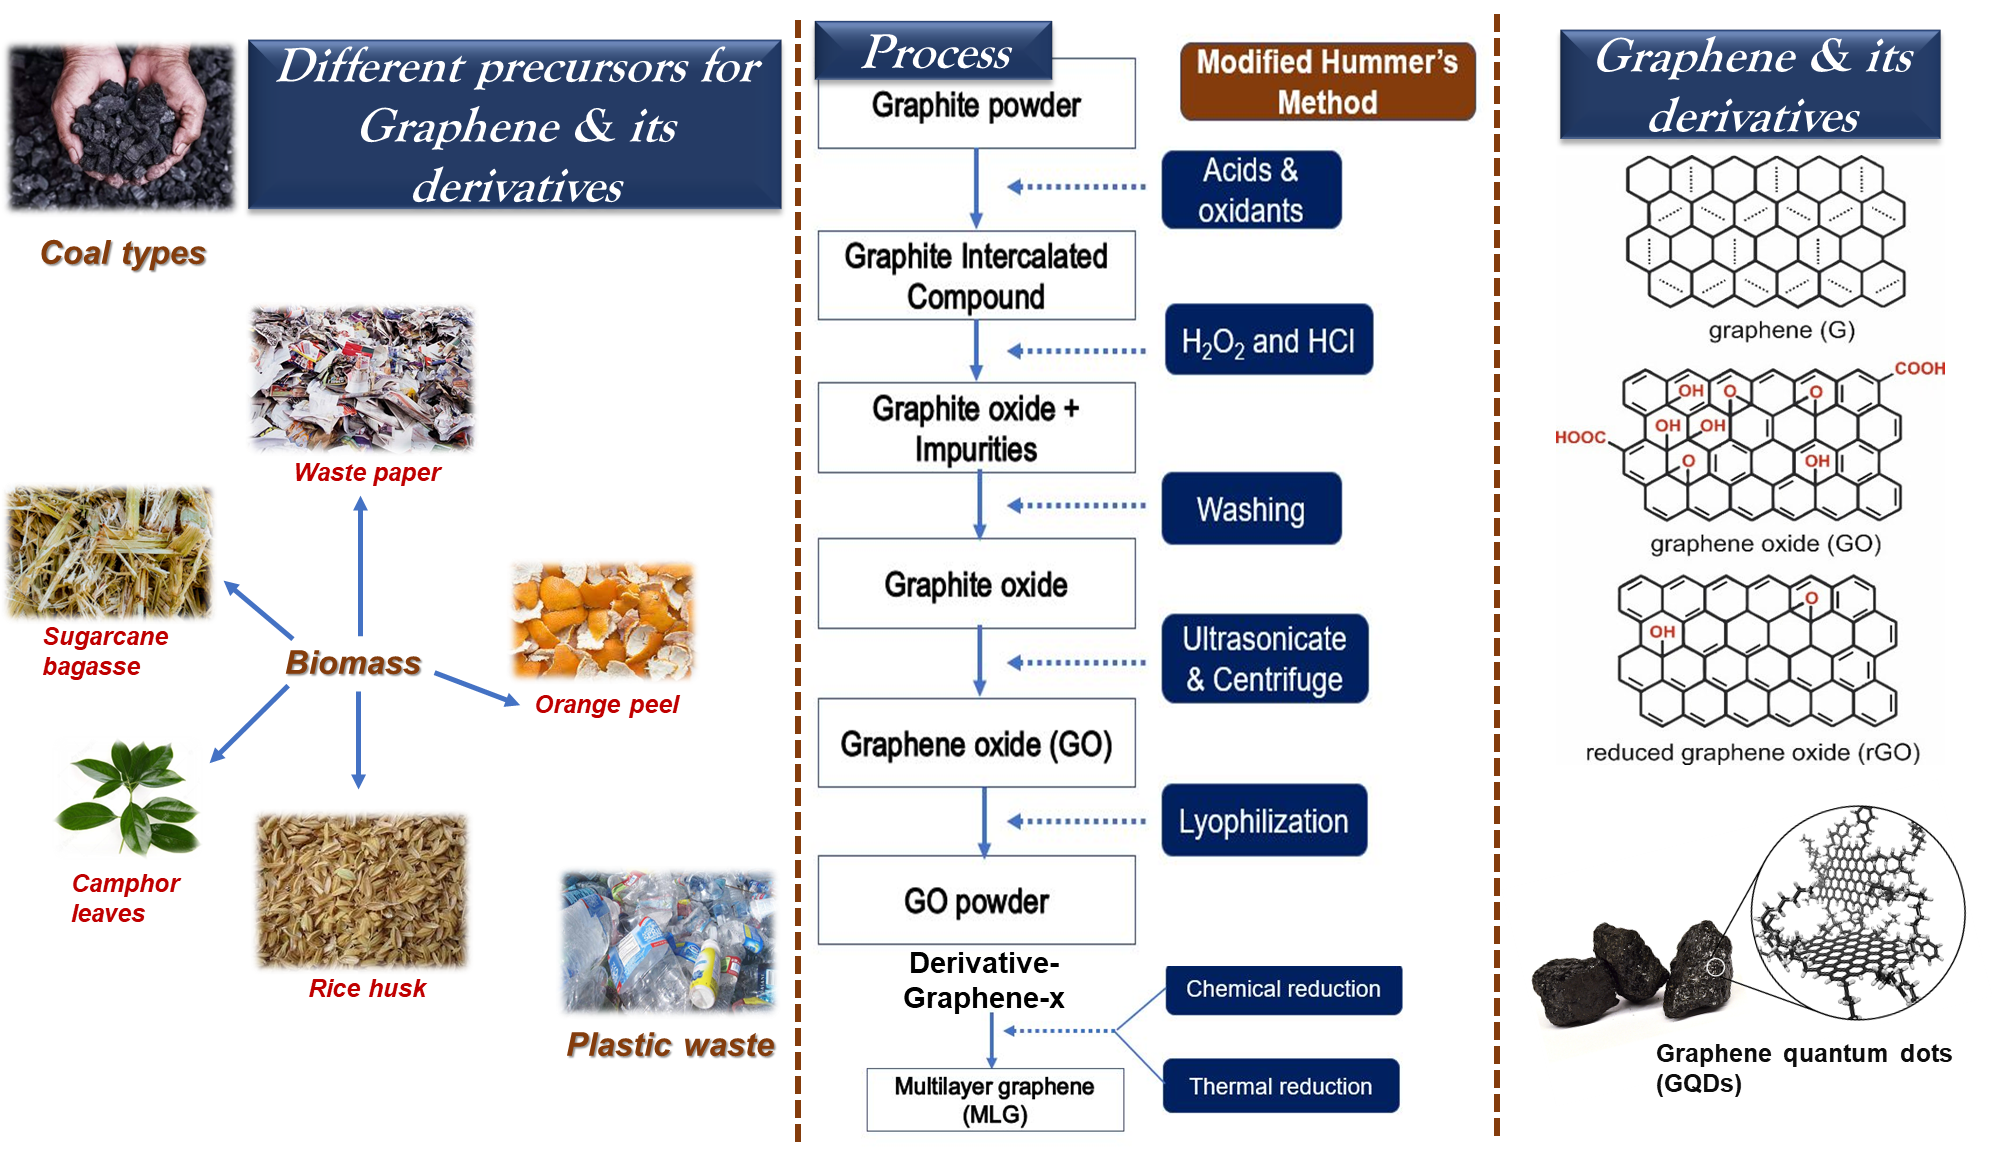 Different precursors for
Graphene & its
derivatives
Coal types
Waste paper
Sugarcane
bagasse
Biomass
Orange peel
Camphor
leaves
Rice husk
Plastic waste
Process
Modified Hummer's
Method
Graphite powder
Acids &
oxidants
Graphite Intercalated
Compound
H₂O₂ and HCl
Graphite oxide +
Impurities
Washing
Graphite oxide
Ultrasonicate
& Centrifuge
Graphene oxide (GO)
Lyophilization
GO powder
Derivative-
Graphene-x
Chemical reduction
Thermal reduction
Multilayer graphene
(MLG)
Graphene & its
derivatives
graphene (G)
COOH
OH
O
O
HOOC
OH
OH
O
OH
graphene oxide (GO)
O
OH
reduced graphene oxide (rGO)
Graphene quantum dots
(GQDs)